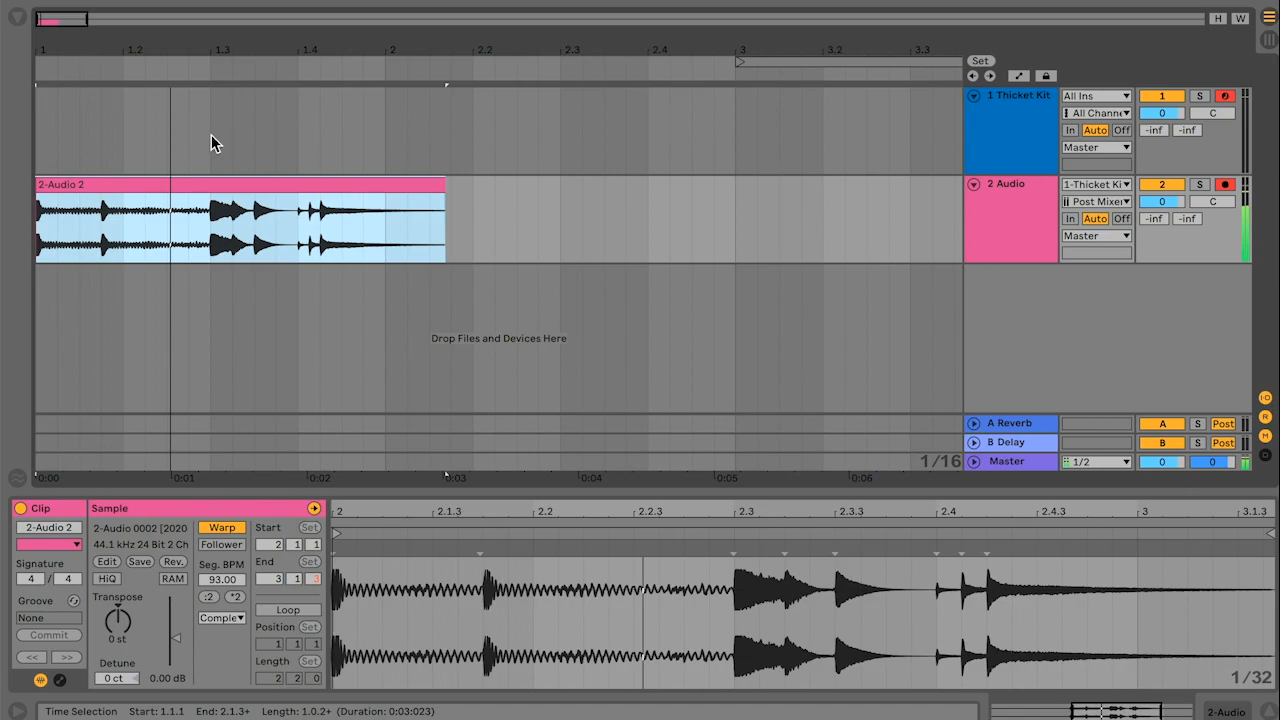 H W
1 1.2 1.3 1.4 2 2.2 2.3 2.4 3 3.2 3.3
Set
1 Thicket Kit All Ins 1 S
All Chann 0 C
In Auto Off -inf -inf
Master
2-Audio 2
2 Audio 1-Thicket Ki 2 S
Post Mixer 0 C
In Auto Off -inf -inf
Master
Drop Files and Devices Here
A Reverb A S Post
B Delay B S Post
1/16 Master 1/2 0 0
0:00 0:01 0:02 0:03 0:04 0:05 0:06
Clip
2-Audio 2
Signature
4 / 4
Groove
None
Commit
<< >>
Sample
2-Audio 0002 [2020
44.1 kHz 24 Bit 2 Ch
Edit Save Rev.
HiQ RAM
Transpose
0 st
Detune
0 ct 0.00 dB
Warp
Follower
Seg. BPM
93.00
:2 *2
Comple
Start Set
2 1 1
End Set
3 1 3
Loop
Position Set
1 1 1
Length Set
2 2 0
2 2.1.3 2.2 2.2.3 2.3 2.3.3 2.4 2.4.3 3 3.1.3
1/32
Time Selection Start: 1.1.1 End: 2.1.3+ Length: 1.0.2+ (Duration: 0:03:023)
2-Audio